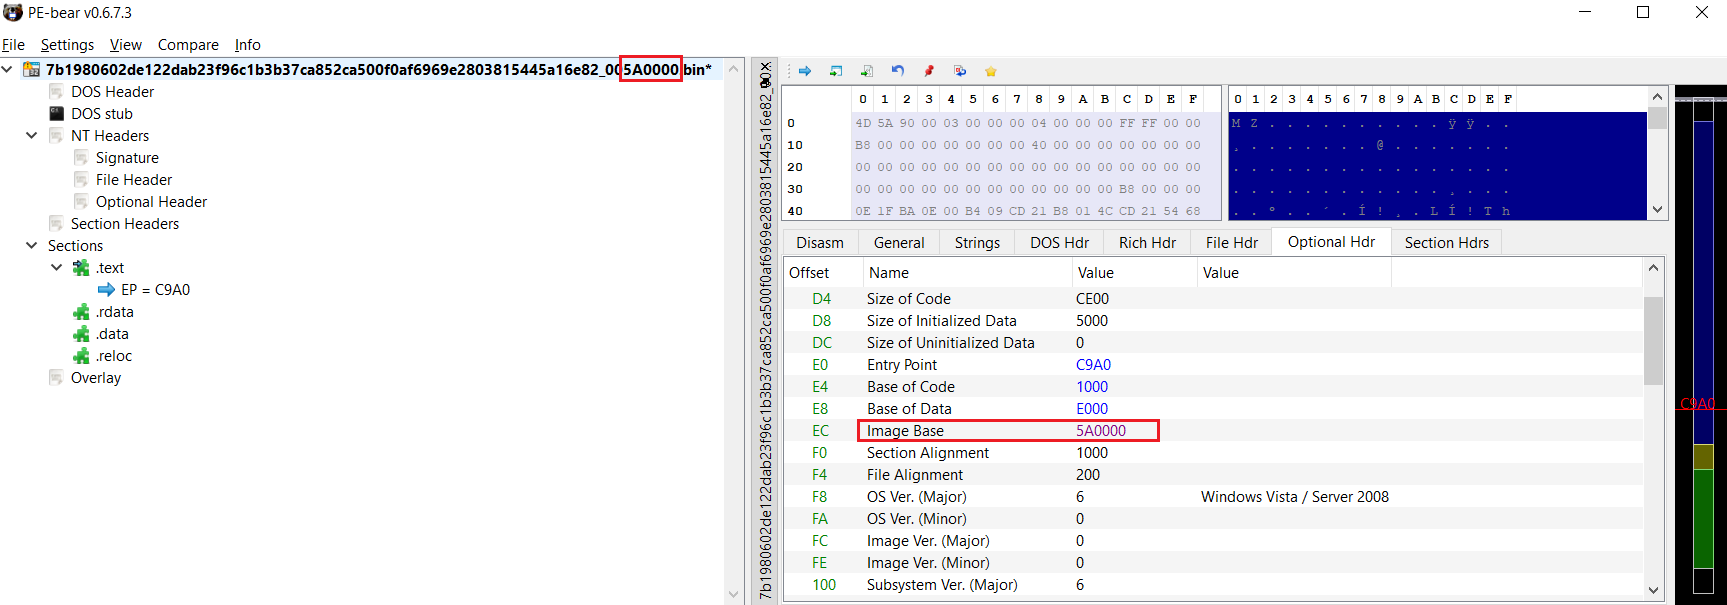 PE-bear v0.6.7.3
File Settings View Compare Info
7b1980602de122dab23f96c1b3b37ca852ca500f0af6969e2803815445a16e82_005A0000.bin*
DOS Header
DOS stub
NT Headers
Signature
File Header
Optional Header
Section Headers
Sections
.text
EP = C9A0
.rdata
.data
.reloc
Overlay
7b1980602de122dab23f96c1b3b37ca852ca500f0af6969e2803815445a16e82_00
0 1 2 3 4 5 6 7 8 9 A B C D E F
0 4D 5A 90 00 03 00 00 00 04 00 00 00 FF FF 00 00
10 B8 00 00 00 00 00 00 00 40 00 00 00 00 00 00 00
20 00 00 00 00 00 00 00 00 00 00 00 00 00 00 00 00
30 00 00 00 00 00 00 00 00 00 00 00 00 B8 00 00 00
40 0E 1F BA 0E 00 B4 09 CD 21 B8 01 4C CD 21 54 68
0 1 2 3 4 5 6 7 8 9 A B C D E F
M Z . . . . . . . . . . ÿ ÿ . .
¸ . . . . . . . @ . . . . . . .
. . . . . . . . . . . . . . . .
. . . . . . . . . . . . ¸ . . .
. . º . . ´ . Í ! ¸ . L Í ! T h
Disasm General Strings DOS Hdr Rich Hdr File Hdr Optional Hdr Section Hdrs
Offset Name Value Value
D4 Size of Code CE00
D8 Size of Initialized Data 5000
DC Size of Uninitialized Data 0
E0 Entry Point C9A0
E4 Base of Code 1000
E8 Base of Data E000
EC Image Base 5A0000
F0 Section Alignment 1000
F4 File Alignment 200
F8 OS Ver. (Major) 6 Windows Vista / Server 2008
FA OS Ver. (Minor) 0
FC Image Ver. (Major) 0
FE Image Ver. (Minor) 0
100 Subsystem Ver. (Major) 6
C9A0